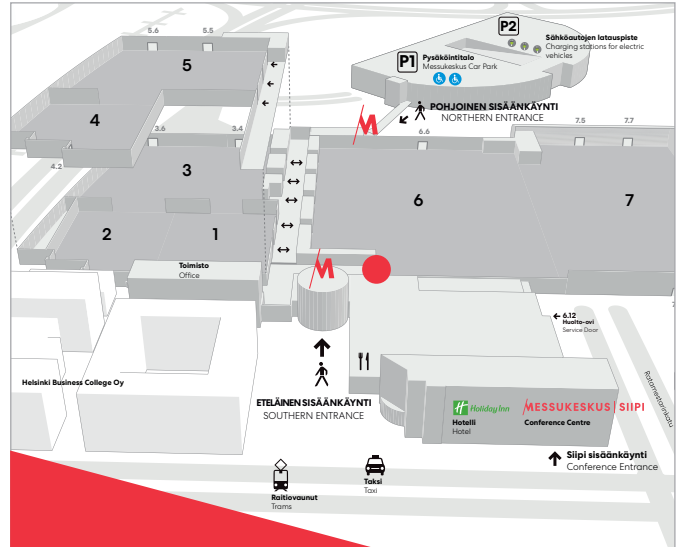 5.6
5.5
P2
Sähköautojen latauspiste
Charging stations for electric
vehicles
5
P1
Pysäköintitalo
Messukeskus Car Park
4
POHJOINEN SISÄÄNKÄYNTI
NORTHERN ENTRANCE
3.6
3.4
6.6
7.5
7.7
4.2
3
6
7
2
1
Toimisto
Office
6.12
Huolto-ovi
Service Door
Ratamestarinkatu
Helsinki Business College Oy
ETELÄINEN SISÄÄNKÄYNTI
SOUTHERN ENTRANCE
H Holiday Inn
MESSUKESKUS | SIIPI
Hotelli
Hotel
Conference Centre
Siipi sisäänkäynti
Conference Entrance
Raitiovaunut
Trams
Taksi
Taxi